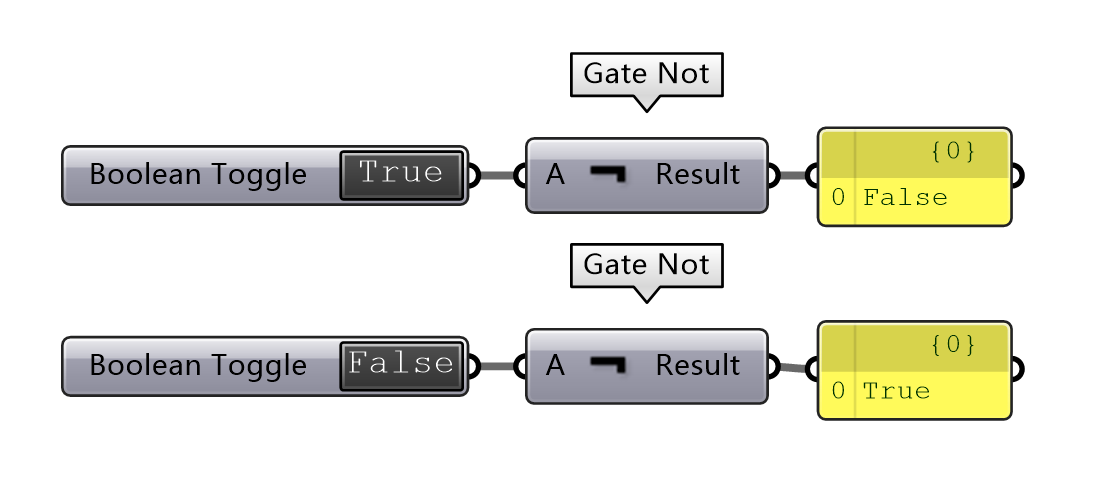 Gate Not
Boolean Toggle True A Result {0}
0 False
Gate Not
Boolean Toggle False A Result {0}
0 True